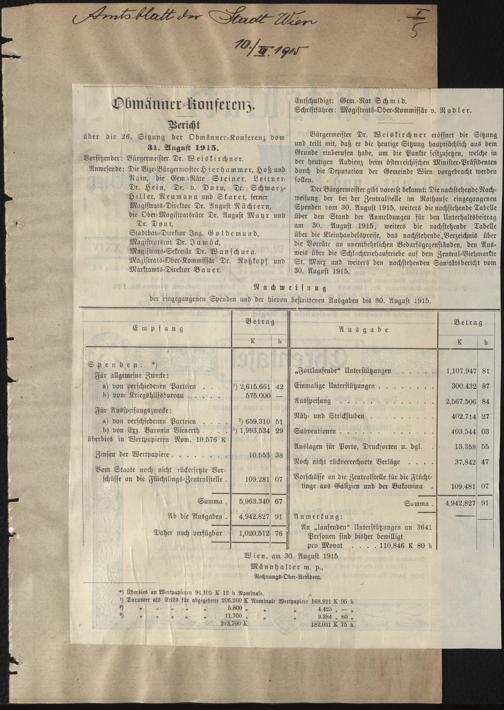 Amtsblatt der Stadt Wien
I/5
10./IX. 1915
Obmänner-Konferenz.
Bericht
über die 26. Sitzung der Obmänner-Konferenz vom
31. August 1915.
Vorsitzender: Bürgermeister Dr. Weiskirchner.
Anwesende: Die Vize-Bürgermeister Hierhammer, Hoß und
Rain, die Gem.-Räte Steiner, Leitner,
Dr. Hein, Dr. v. Dorn, Dr. Schwarz-
Hiller, Reumann und Skaret, ferner
Magistrats-Direktor Dr. August Nüchtern,
die Ober-Magistratsräte Dr. August Mayr und
Dr. Dont,
Stadtbau-Direktor Ing. Goldemund,
Magistratsrat Dr. Jamöck,
Magistrats-Sekretär Dr. Wanschura,
Magistrats-Ober-Kommissär Dr. Roßkopf und
Marktamts-Direktor Bauer.
Entschuldigt: Gem.-Rat Schmid.
Schriftführer: Magistrats-Ober-Kommissär v. Radler.
Bürgermeister Dr. Weiskirchner eröffnet die Sitzung
und teilt mit, daß er die heutige Sitzung hauptsächlich aus dem
Grunde einberufen habe, um die Punkte festzusetzen, welche in
der heutigen Audienz beim österreichischen Minister-Präsidenten
durch die Deputation der Gemeinde Wien vorgebracht werden
sollen.
Der Bürgermeister gibt vorerst bekannt: Die nachstehende Nach-
weisung der bei der Zentralstelle im Rathause eingegangenen
Spenden vom 30. August 1915, weiters die nachstehende Tabelle
über den Stand der Anmeldungen für den Unterhaltsbeitrag
am 30. August 1915, weiters die nachstehende Tabelle
über die Kleinhandelspreise, das nachstehende Verzeichnis über
die Vorräte an unentbehrlichen Bedarfsgegenständen, den Aus-
weis über die Schlachtviehauftriebe auf dem Zentral-Viehmarkte
St. Marx und weiters den nachstehenden Sanitätsbericht vom
30. August 1915.
Nachweisung
der eingegangenen Spenden und der hievon bestrittenen Ausgaben bis 30. August 1915.
Empfang Betrag K h
Spenden: *)
Für allgemeine Zwecke:
a) von verschiedenen Parteien . . . ¹) 2,615.661 42
b) vom Kriegshilfsbureau . . . 575.000 —
Für Ausspeisungszwecke:
a) von verschiedenen Parteien . . . ²) 659.310 51
b) von Exz. Baronin Bienerth . . . ³) 1,993.534 29
überdies in Wertpapieren Nom. 10.576 K
Zinsen der Wertpapiere . . . 10.553 38
Vom Staate noch nicht rückersetzte Vor-
schüsse an die Flüchtlings-Zentralstelle . 109.281 07
Summa . 5,963.340 67
Ab die Ausgaben . 4,942.827 91
Daher noch verfügbar . 1,020.512 76
Ausgabe Betrag K h
„Fortlaufende“ Unterstützungen . . . 1,107.947 81
Einmalige Unterstützungen . . . 300.432 87
Ausspeisung . . . 2,567.506 84
Näh- und Strickstuben . . . 402.714 27
Subventionen . . . 403.544 03
Auslagen für Porto, Drucksorten u. dgl. 13.358 55
Noch nicht rückverrechnete Verläge . . 37.842 47
Vorschüsse an die Zentralstelle für die Flücht-
linge aus Galizien und der Bukowina . 109.481 07
Summa . 4,942.827 91
Anmerkung:
An „laufenden“ Unterstützungen an 3641
Personen sind bisher bewilligt
pro Monat . . . . 110.846 K 80 h
Wien, am 30. August 1915
Männhalter m. p.,
Rechnungs-Ober-Revident.